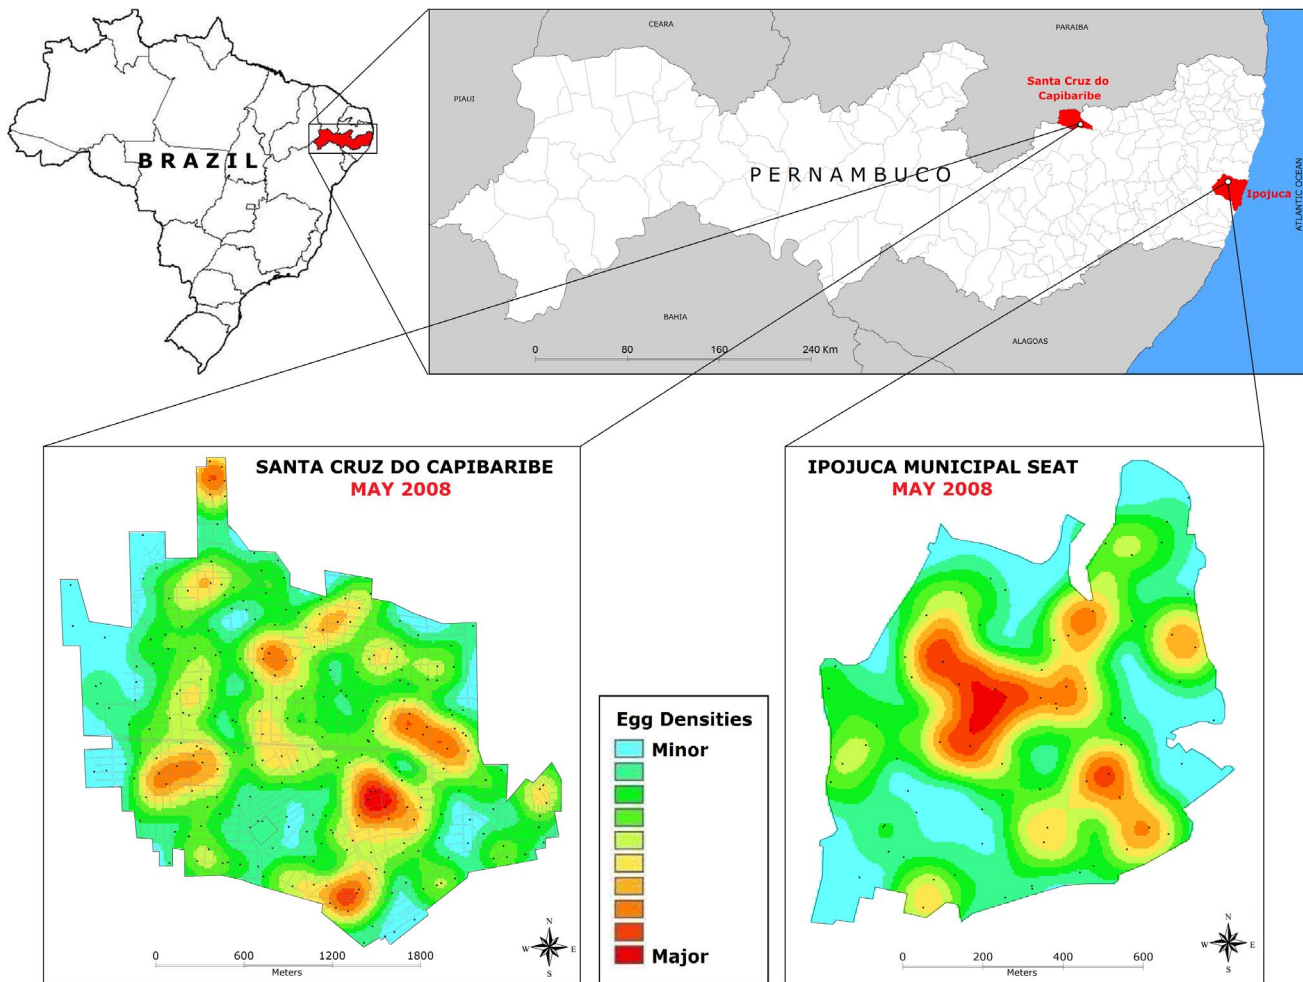 BRAZIL
CEARA
PARAIBA
PIAUI
Santa Cruz do
Capibaribe
PERNAMBUCO
Ipojuca
ATLANTIC OCEAN
BAHIA
ALAGOAS
0 80 160 240 Km
SANTA CRUZ DO CAPIBARIBE
MAY 2008
N
W E
S
0 600 1200 1800
Meters
Egg Densities
Minor
Major
IPOJUCA MUNICIPAL SEAT
MAY 2008
N
W E
S
0 200 400 600
Meters